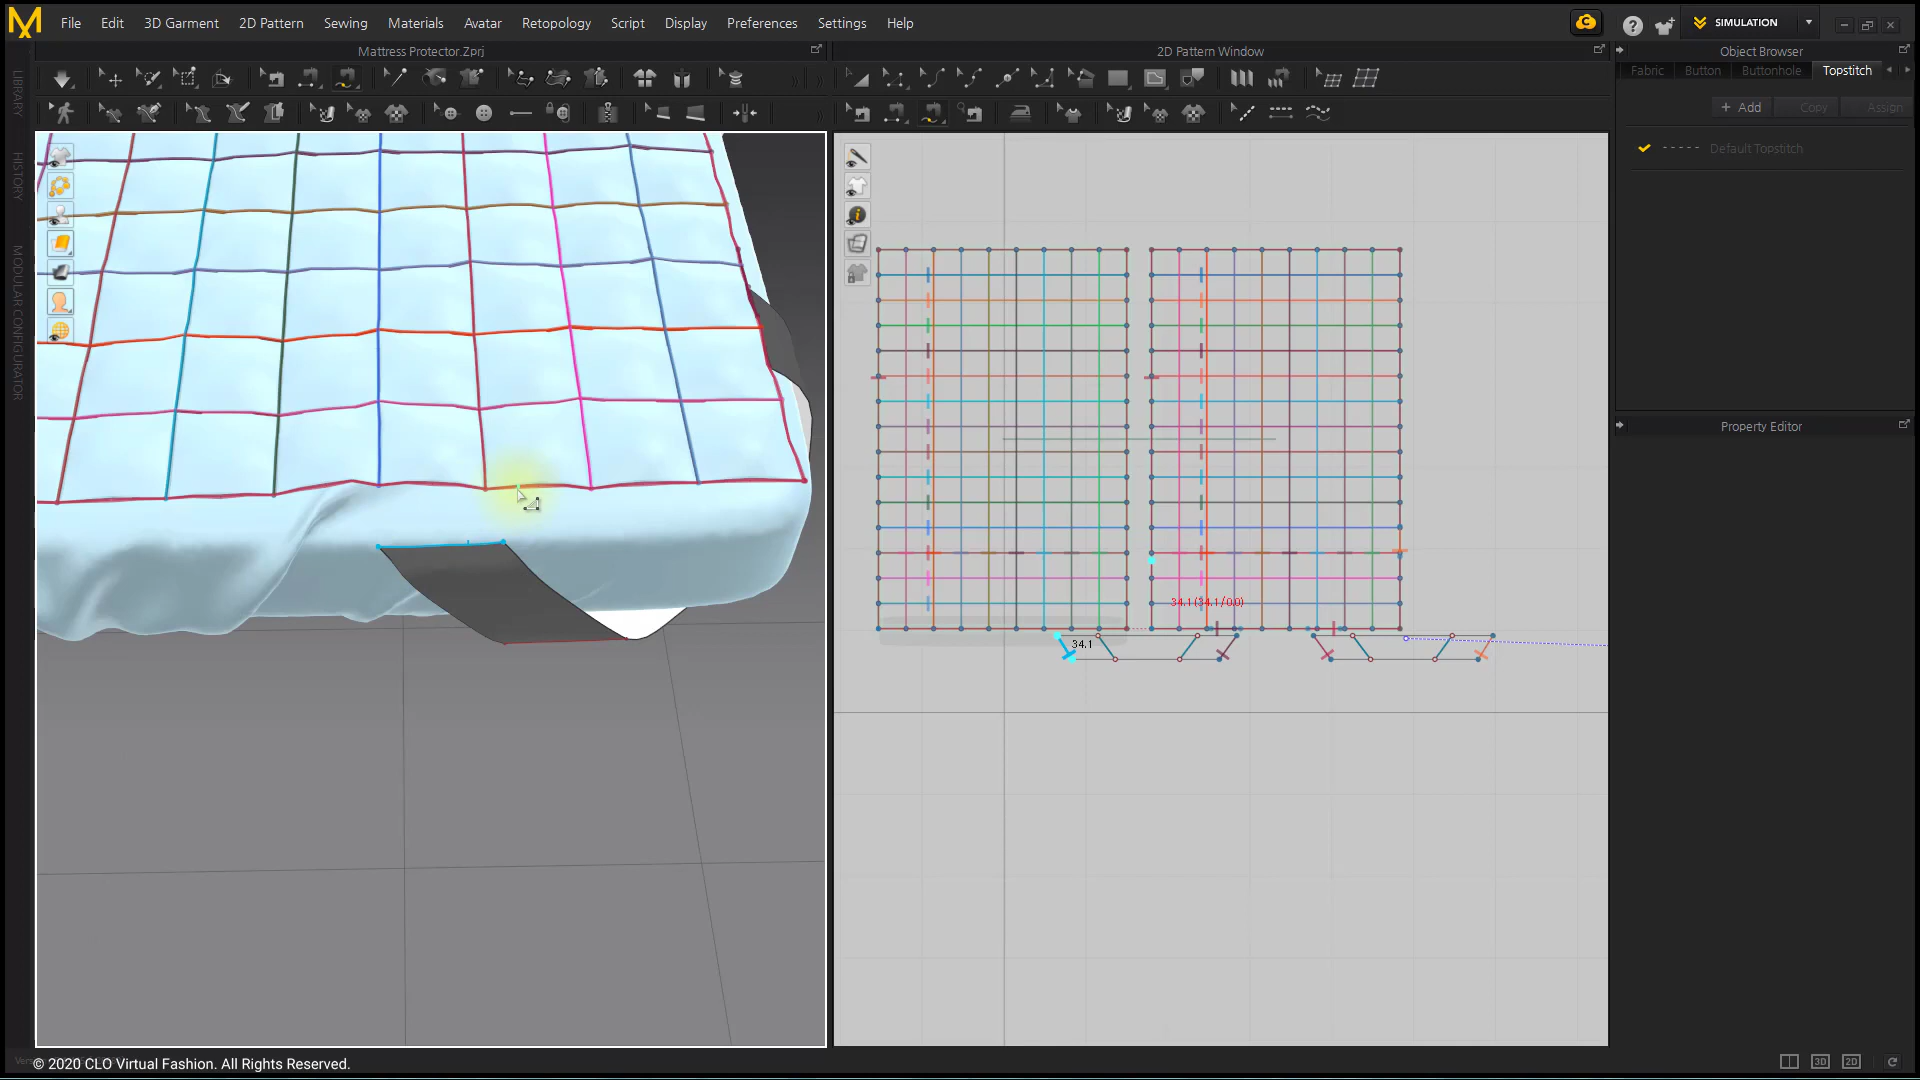 File Edit 3D Garment 2D Pattern Sewing Materials Avatar Retopology Script Display Preferences Settings Help
SIMULATION
Mattress Protector.Zprj
2D Pattern Window
Object Browser
Fabric Button Buttonhole Topstitch
+ Add Copy Assign
Default Topstitch
LIBRARY
HISTORY
MODULAR CONFIGURATOR
Property Editor
34.1 (34.1/0.0)
34.1
© 2020 CLO Virtual Fashion. All Rights Reserved.
3D
2D